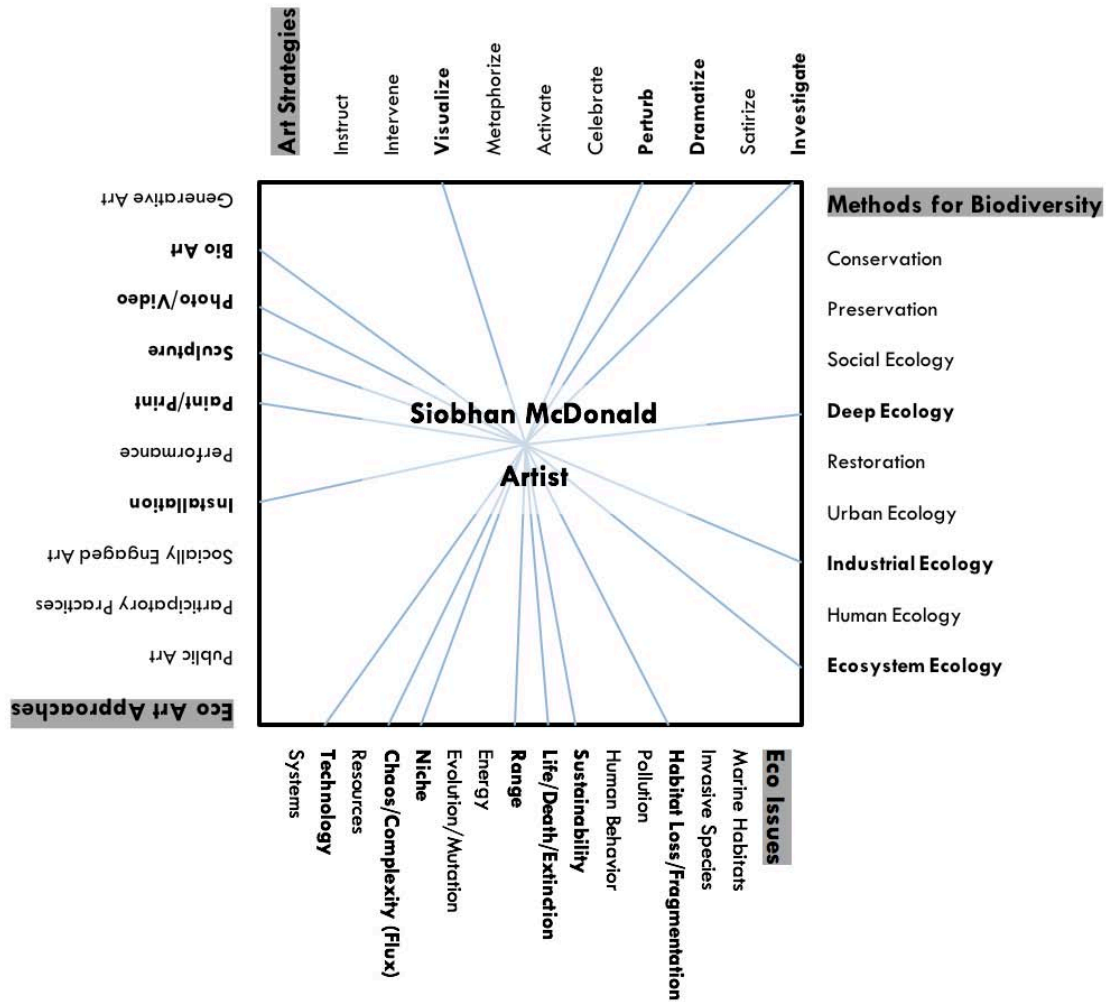 Art Strategies
Instruct
Intervene
Visualize
Metaphorize
Activate
Celebrate
Perturb
Dramatize
Satirize
Investigate
Methods for Biodiversity
Conservation
Preservation
Social Ecology
Deep Ecology
Restoration
Urban Ecology
Industrial Ecology
Human Ecology
Ecosystem Ecology
Eco Issues
Marine Habitats
Invasive Species
Habitat Loss/Fragmentation
Pollution
Human Behavior
Sustainability
Life/Death/Extinction
Range
Energy
Evolution/Mutation
Niche
Chaos/Complexity (Flux)
Resources
Technology
Systems
Eco Art Approaches
Public Art
Participatory Practices
Socially Engaged Art
Installation
Performance
Paint/Print
Sculpture
Photo/Video
Bio Art
Generative Art
Siobhan McDonald
Artist